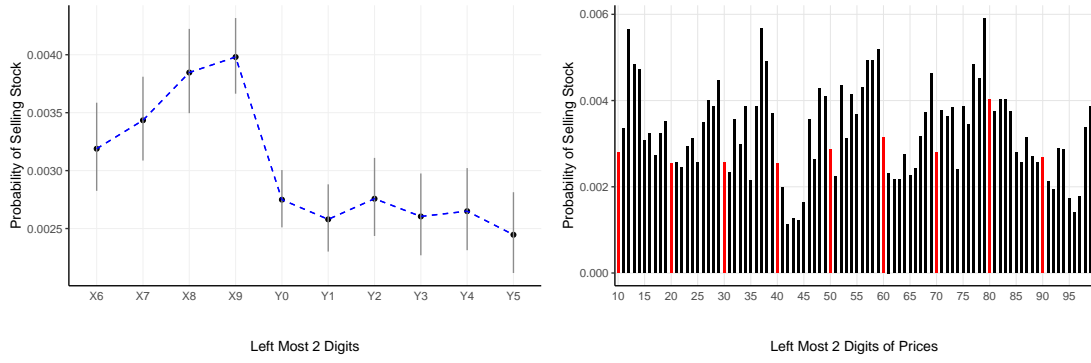 Probability of Selling Stock
0.0040
0.0035
0.0030
0.0025
X6 X7 X8 X9 Y0 Y1 Y2 Y3 Y4 Y5
Left Most 2 Digits
Probability of Selling Stock
0.006
0.004
0.002
0.000
10 15 20 25 30 35 40 45 50 55 60 65 70 75 80 85 90 95
Left Most 2 Digits of Prices